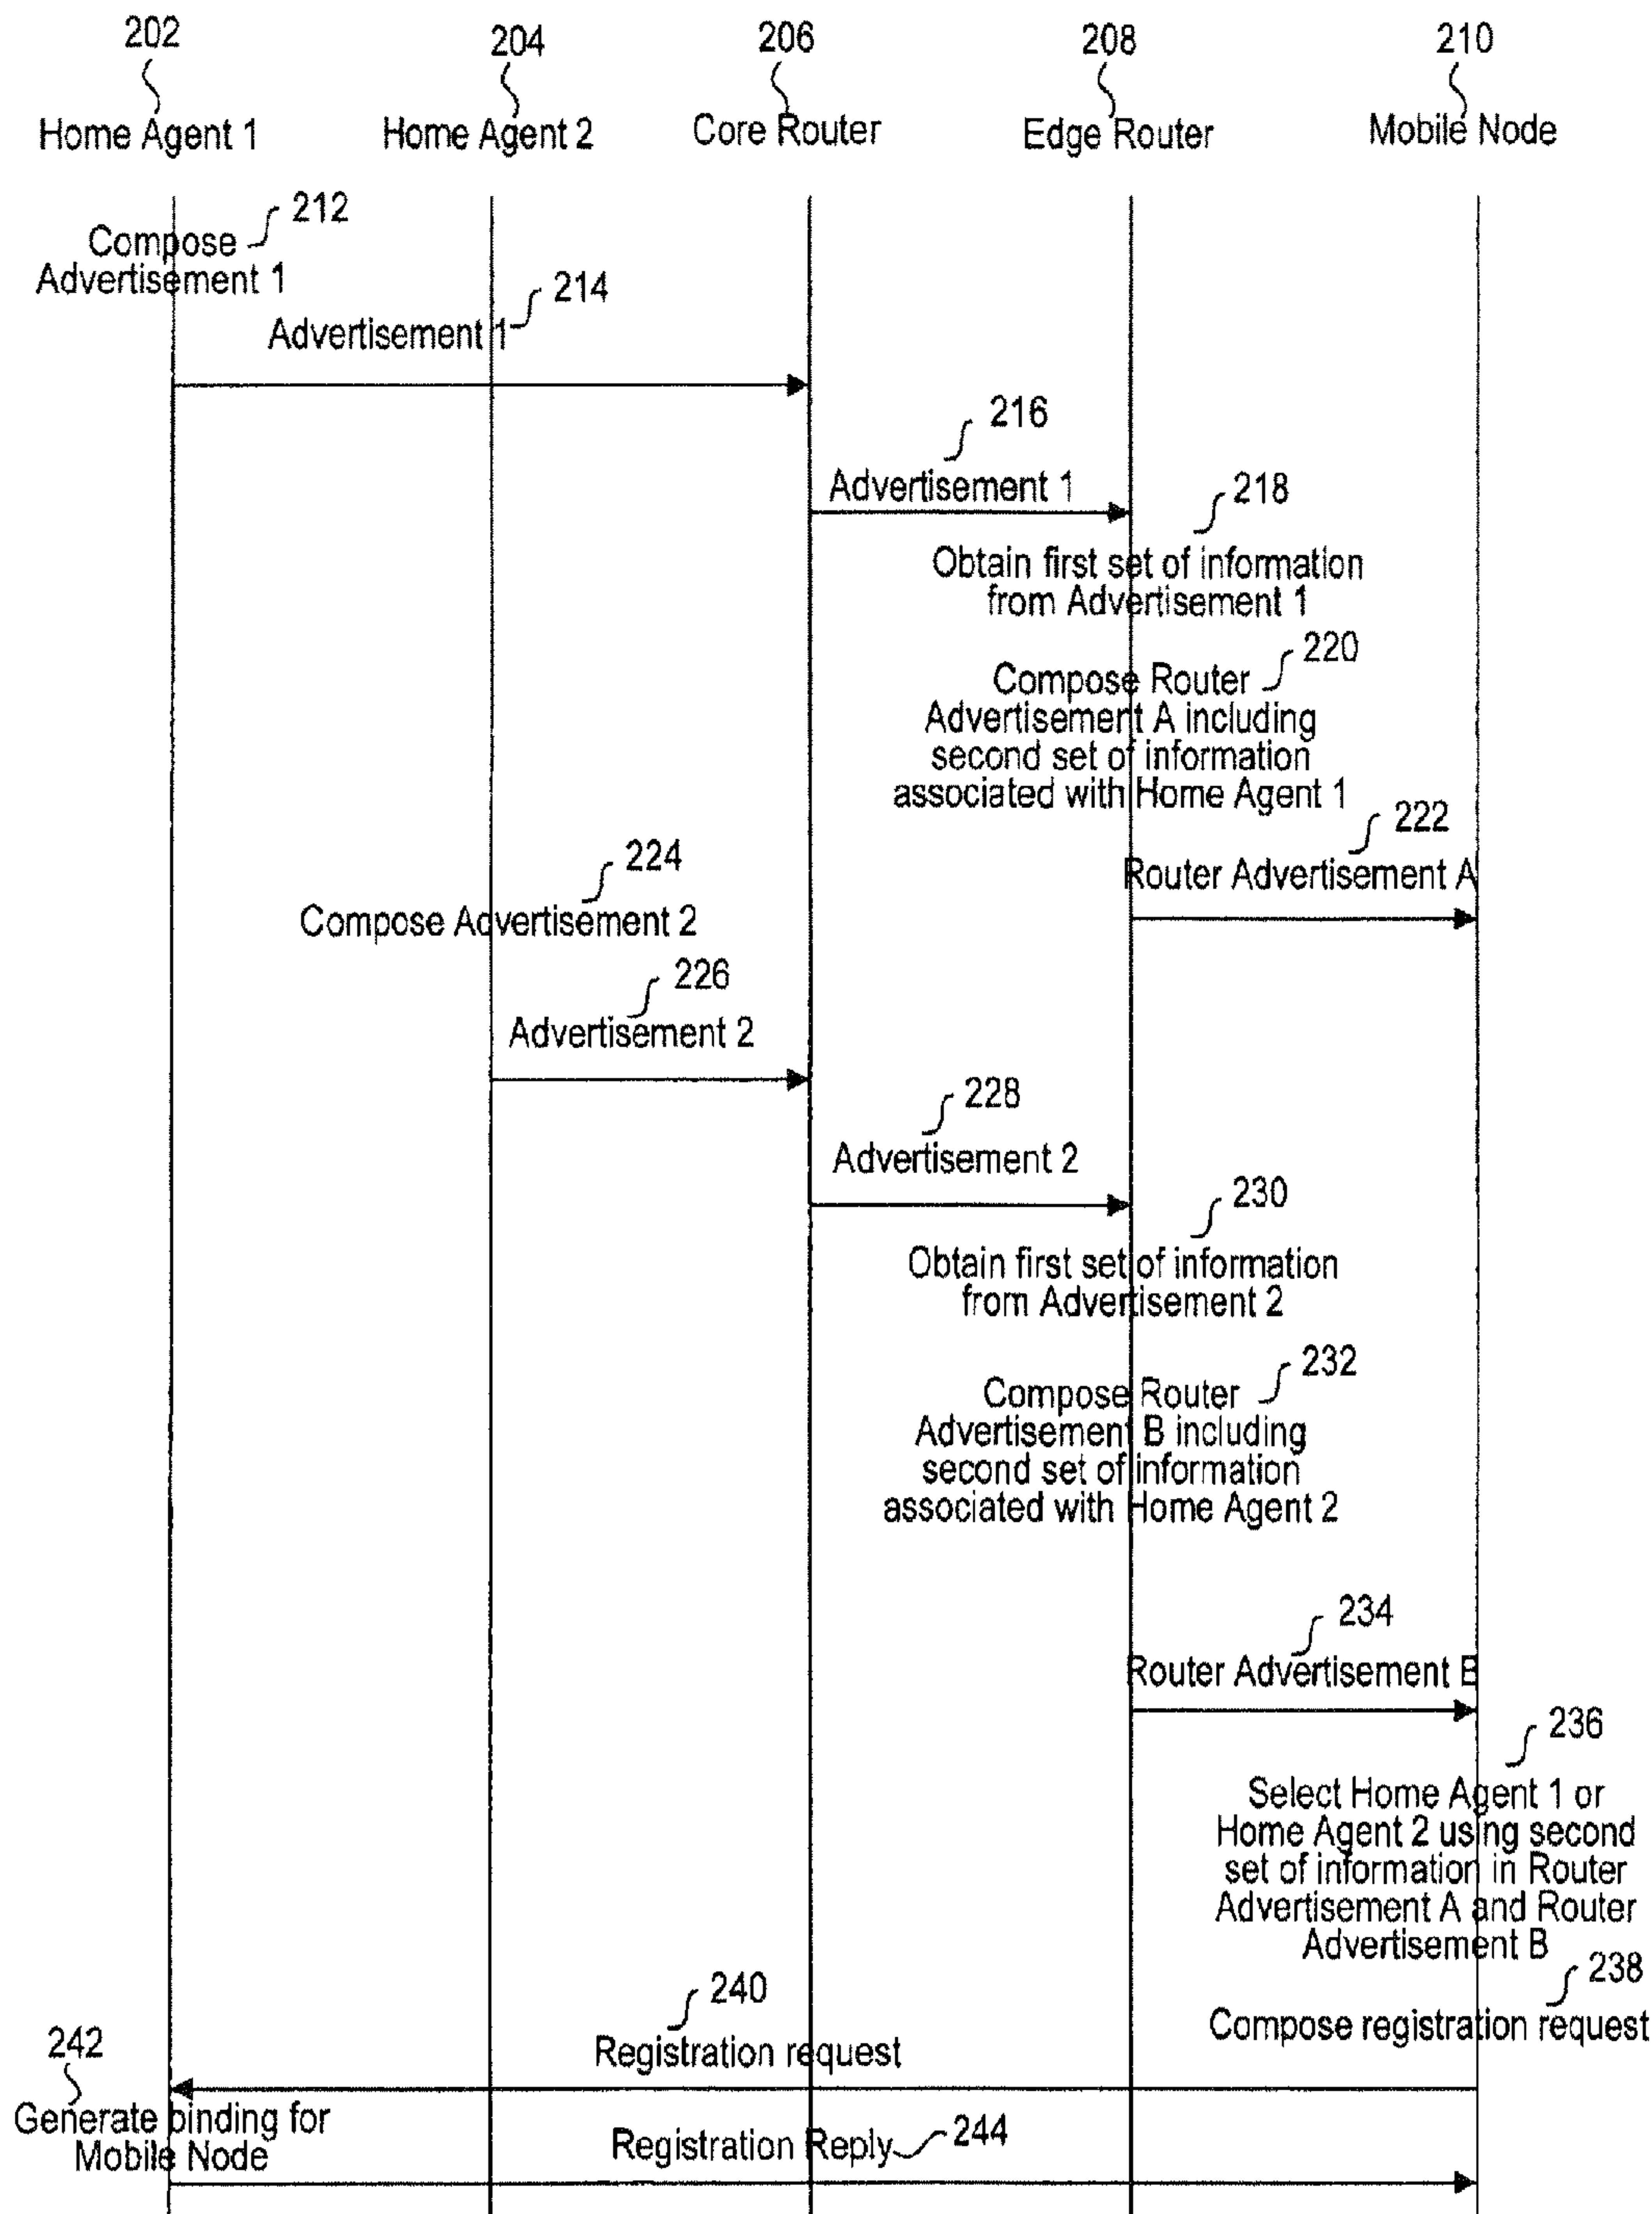 202
204
206
208
210
Home Agent 1
Home Agent 2
Core Router
Edge Router
Mobile Node
212
Compose
Advertisement 1
214
Advertisement 1
216
Advertisement 1
218
Obtain first set of information
from Advertisement 1
220
Compose Router
Advertisement A including
second set of information
associated with Home Agent 1
222
Router Advertisement A
224
Compose Advertisement 2
226
Advertisement 2
228
Advertisement 2
230
Obtain first set of information
from Advertisement 2
232
Compose Router
Advertisement B including
second set of information
associated with Home Agent 2
234
Router Advertisement B
236
Select Home Agent 1 or
Home Agent 2 using second
set of information in Router
Advertisement A and Router
Advertisement B
238
Compose registration request
240
Registration request
242
Generate binding for
Mobile Node
Registration Reply
244